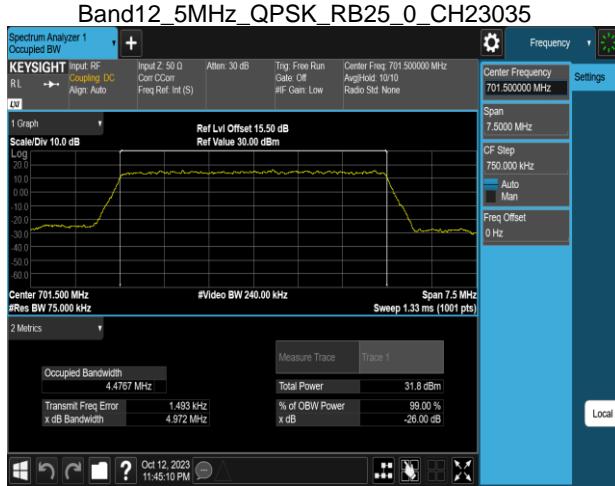 Band12_5MHz_QPSK_RB25_0_CH23035
Spectrum Analyzer 1
Occupied BW
Frequency
KEYSIGHT
RL
Input: RF
Coupling: DC
Align: Auto
Input Z: 50 Ω
Corr CCorr
Freq Ref: Int (S)
Atten: 30 dB
Trig: Free Run
Gate: Off
#IF Gain: Low
Center Freq: 701.500000 MHz
Avg|Hold: 10/10
Radio Std: None
LXI
Center Frequency
701.500000 MHz
Settings
Span
7.5000 MHz
CF Step
750.000 kHz
Auto
Man
Freq Offset
0 Hz
Local
1 Graph
Scale/Div 10.0 dB
Ref Lvl Offset 15.50 dB
Ref Value 30.00 dBm
Log
20.0
10.0
0.00
-10.0
-20.0
-30.0
-40.0
-50.0
-60.0
Center 701.500 MHz
#Video BW 240.00 kHz
Span 7.5 MHz
#Res BW 75.000 kHz
Sweep 1.33 ms (1001 pts)
2 Metrics
Measure Trace
Trace 1
Occupied Bandwidth
4.4767 MHz
Total Power
31.8 dBm
Transmit Freq Error
1.493 kHz
% of OBW Power
99.00 %
x dB Bandwidth
4.972 MHz
x dB
-26.00 dB
Oct 12, 2023
11:45:10 PM